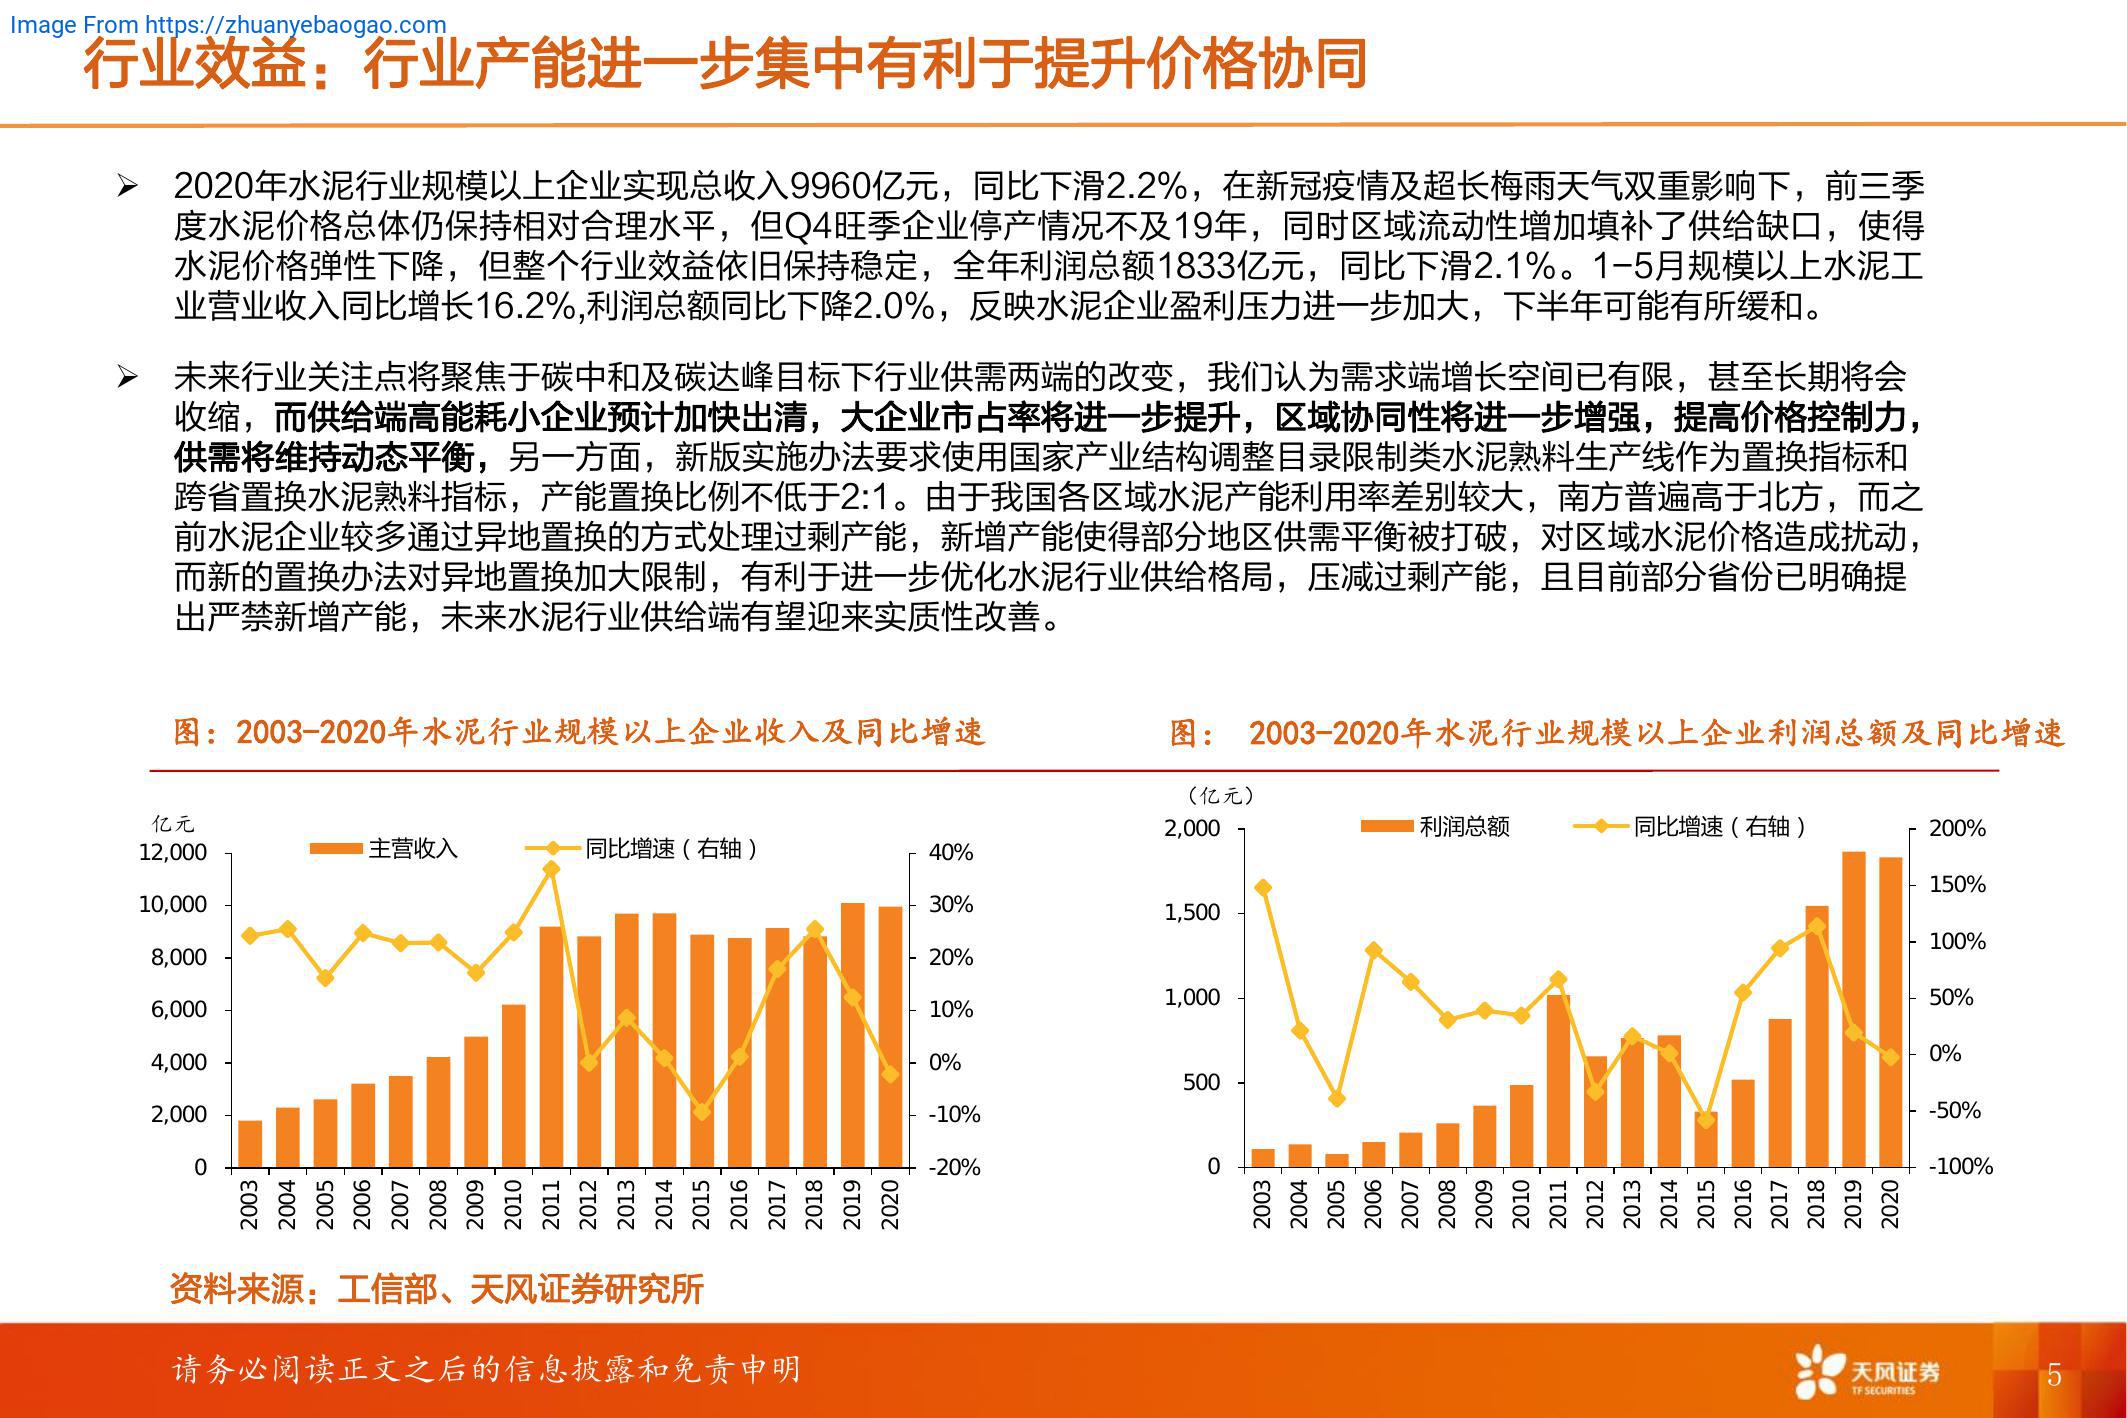 Image From https://zhuanyebaogao.com
行业效益：行业产能进一步集中有利于提升价格协同
➢ 2020年水泥行业规模以上企业实现总收入9960亿元，同比下滑2.2%，在新冠疫情及超长梅雨天气双重影响下，前三季
度水泥价格总体仍保持相对合理水平，但Q4旺季企业停产情况不及19年，同时区域流动性增加填补了供给缺口，使得
水泥价格弹性下降，但整个行业效益依旧保持稳定，全年利润总额1833亿元，同比下滑2.1%。1-5月规模以上水泥工
业营业收入同比增长16.2%,利润总额同比下降2.0%，反映水泥企业盈利压力进一步加大，下半年可能有所缓和。
➢ 未来行业关注点将聚焦于碳中和及碳达峰目标下行业供需两端的改变，我们认为需求端增长空间已有限，甚至长期将会
收缩，而供给端高能耗小企业预计加快出清，大企业市占率将进一步提升，区域协同性将进一步增强，提高价格控制力，
供需将维持动态平衡，另一方面，新版实施办法要求使用国家产业结构调整目录限制类水泥熟料生产线作为置换指标和
跨省置换水泥熟料指标，产能置换比例不低于2:1。由于我国各区域水泥产能利用率差别较大，南方普遍高于北方，而之
前水泥企业较多通过异地置换的方式处理过剩产能，新增产能使得部分地区供需平衡被打破，对区域水泥价格造成扰动，
而新的置换办法对异地置换加大限制，有利于进一步优化水泥行业供给格局，压减过剩产能，且目前部分省份已明确提
出严禁新增产能，未来水泥行业供给端有望迎来实质性改善。
图：2003-2020年水泥行业规模以上企业收入及同比增速
亿元
主营收入 同比增速（右轴）
12,000 40%
10,000 30%
8,000 20%
6,000 10%
4,000 0%
2,000 -10%
0 -20%
2003 2004 2005 2006 2007 2008 2009 2010 2011 2012 2013 2014 2015 2016 2017 2018 2019 2020
图： 2003-2020年水泥行业规模以上企业利润总额及同比增速
（亿元）
利润总额 同比增速（右轴）
2,000 200%
150%
1,500
100%
1,000 50%
0%
500
-50%
0 -100%
2003 2004 2005 2006 2007 2008 2009 2010 2011 2012 2013 2014 2015 2016 2017 2018 2019 2020
资料来源：工信部、天风证券研究所
请务必阅读正文之后的信息披露和免责申明
天风证券
TF SECURITIES
5